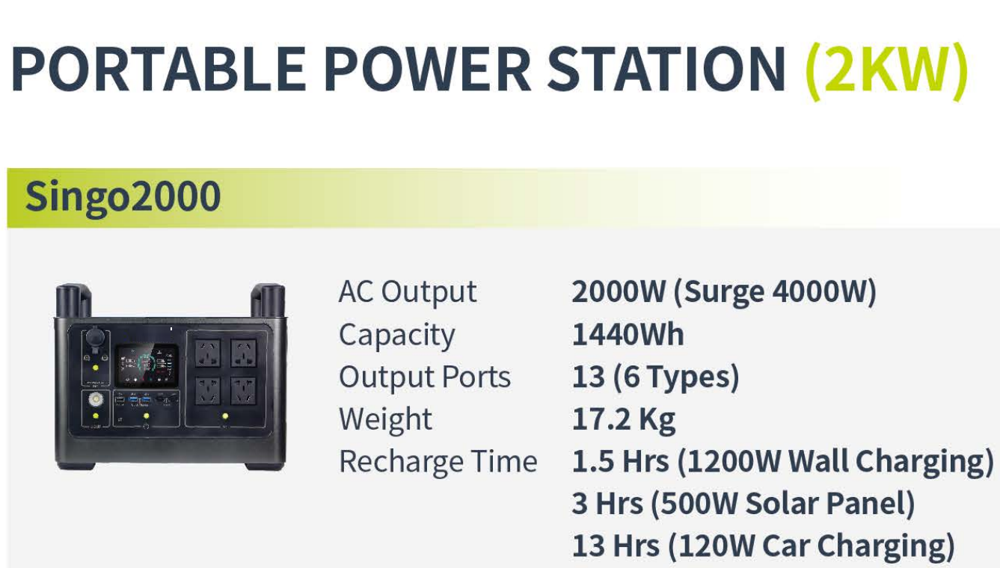 PORTABLE POWER STATION (2KW)
Singo2000
AC Output 2000W (Surge 4000W)
Capacity 1440Wh
Output Ports 13 (6 Types)
Weight 17.2 Kg
Recharge Time 1.5 Hrs (1200W Wall Charging)
3 Hrs (500W Solar Panel)
13 Hrs (120W Car Charging)